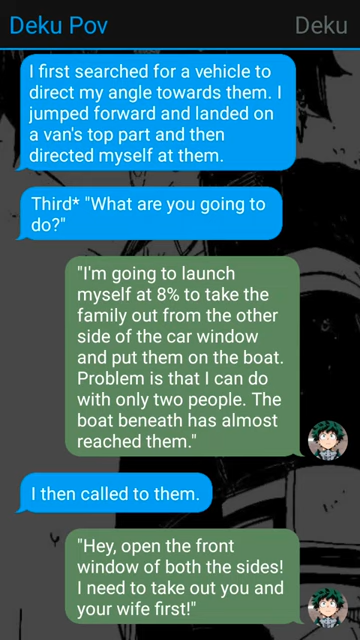 Deku Pov
Deku
I first searched for a vehicle to
direct my angle towards them. I
jumped forward and landed on
a van's top part and then
directed myself at them.
Third* "What are you going to
do?"
"I'm going to launch
myself at 8% to take the
family out from the other
side of the car window
and put them on the boat.
Problem is that I can do
with only two people. The
boat beneath has almost
reached them."
I then called to them.
"Hey, open the front
window of both the sides!
I need to take out you and
your wife first!"